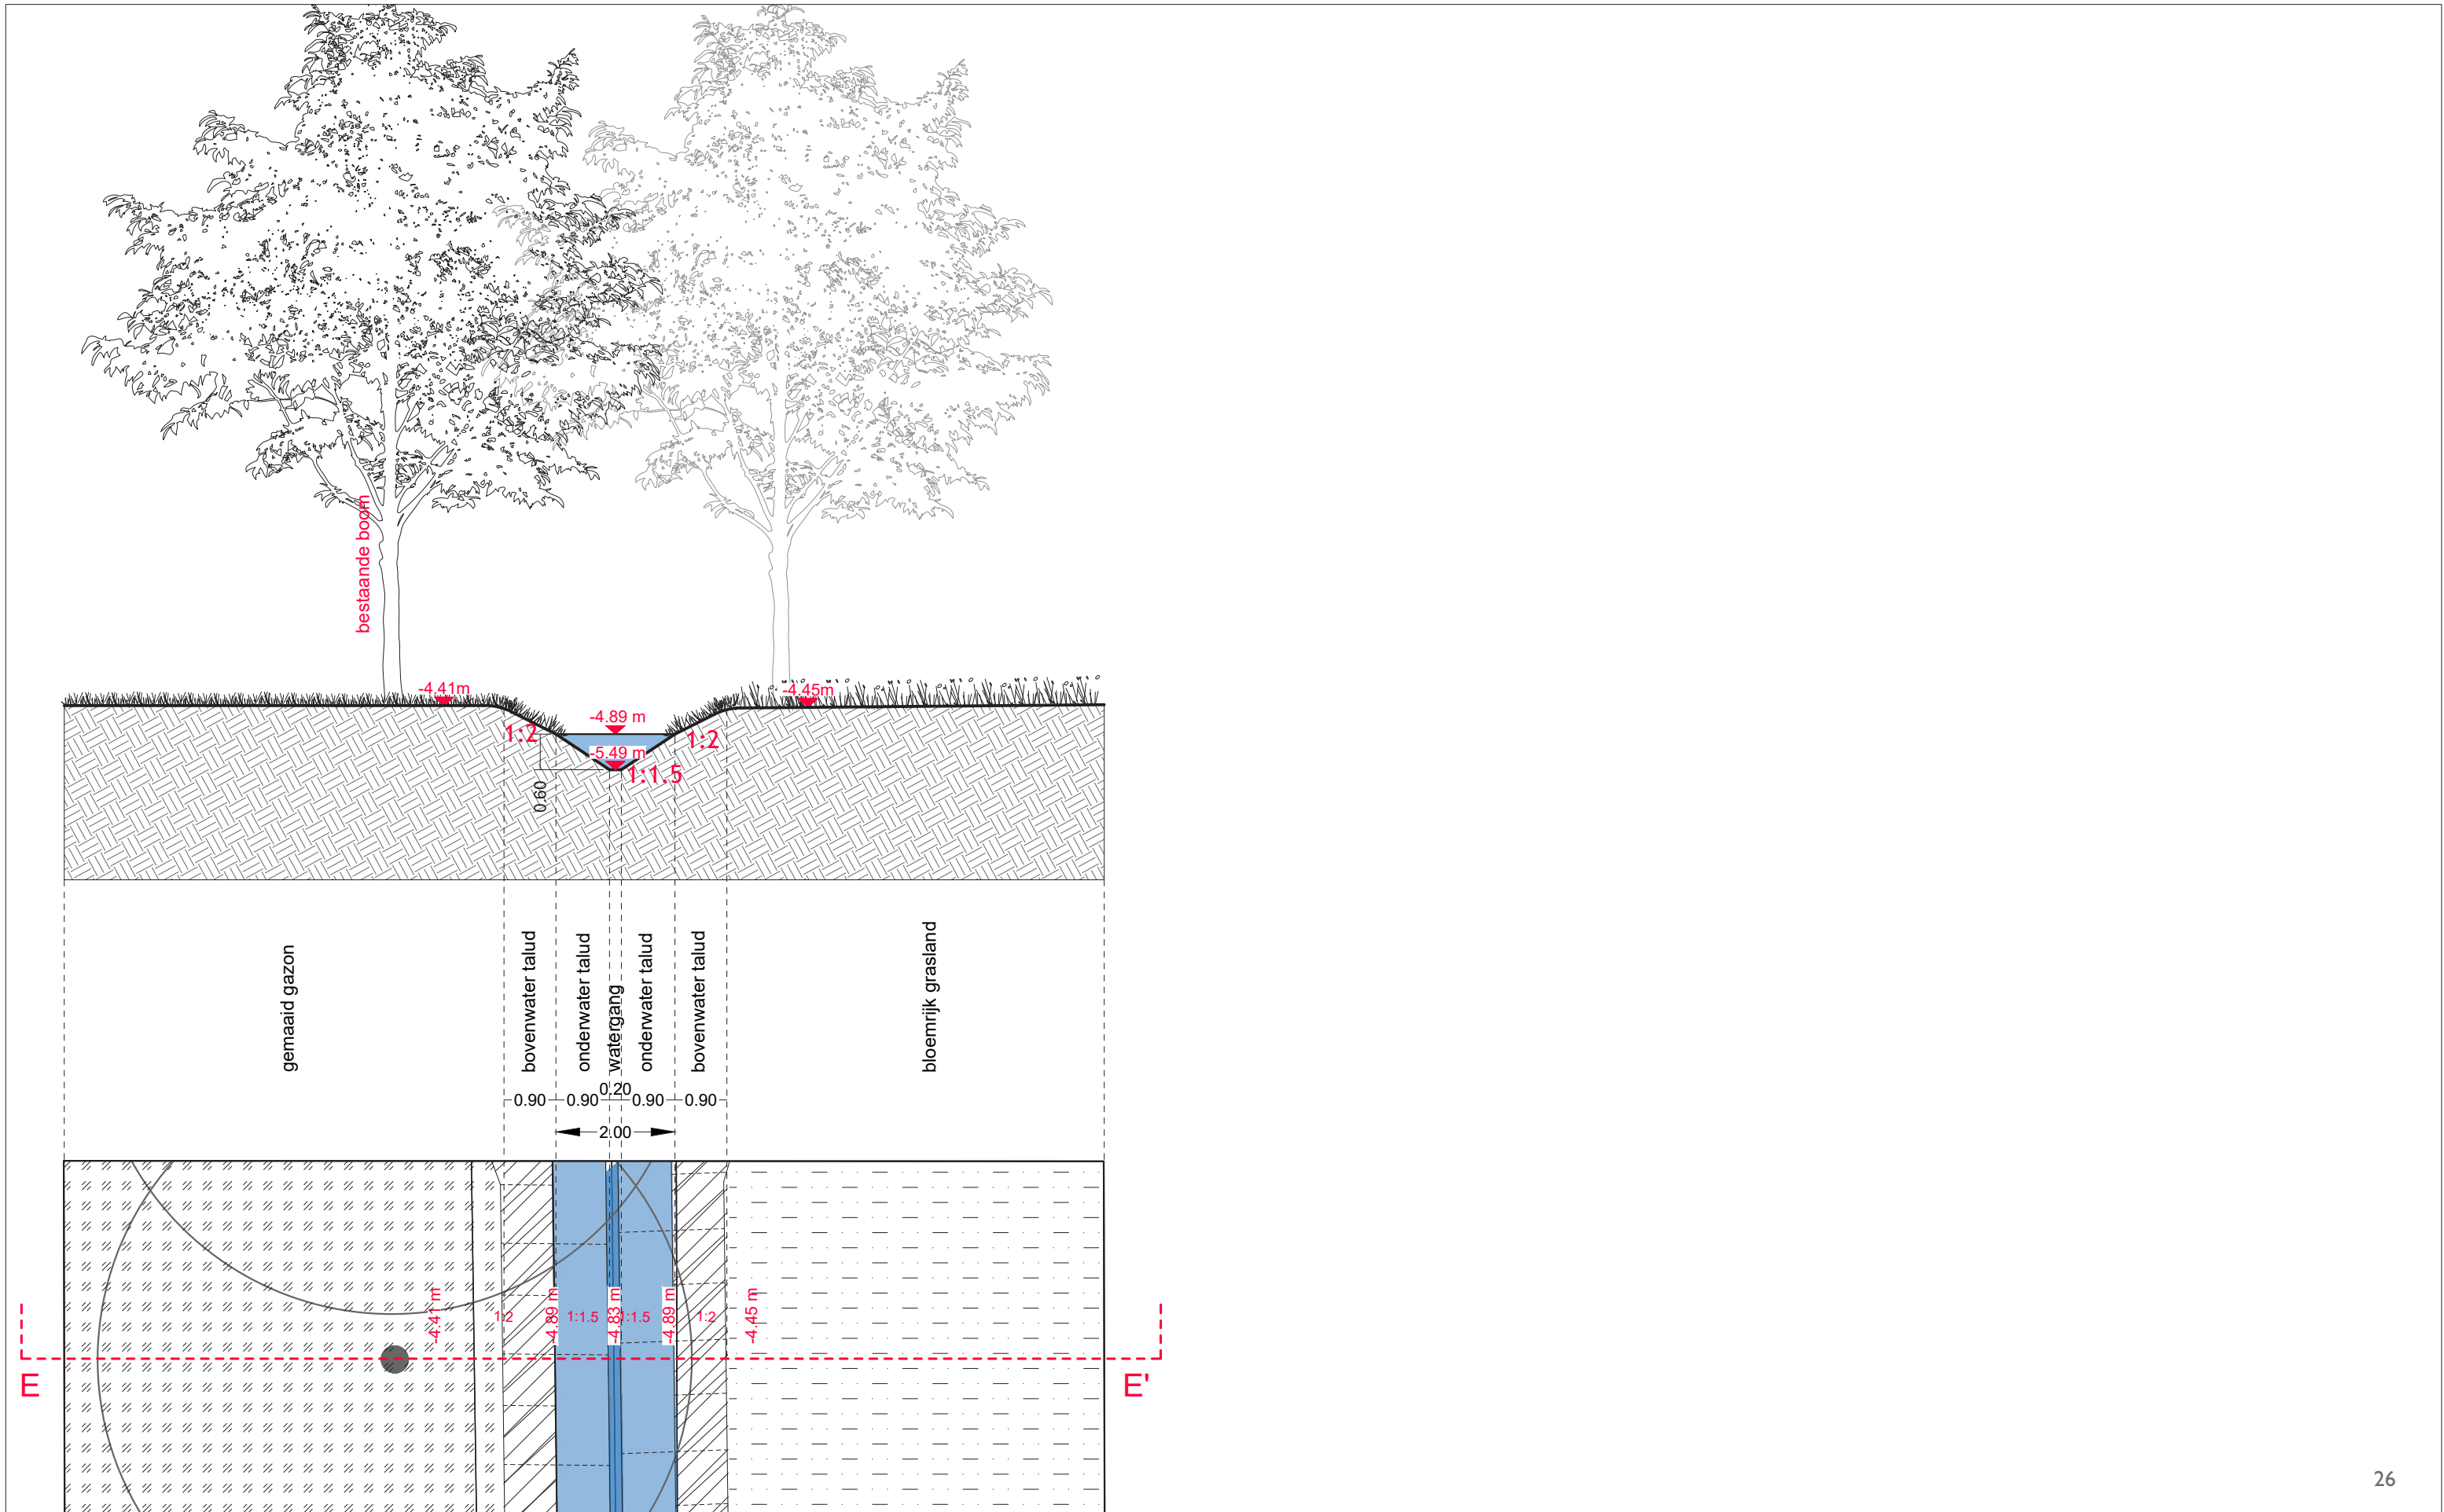 bestaande boom
-4.41m
-4.45m
-4.89 m
1:2
1:2
-5.49 m
1:1.5
0.60
gemaaid gazon
bovenwater talud
onderwater talud
watergang
onderwater talud
bovenwater talud
bloemrijk grasland
0.20
0.90 0.90 0.90 0.90
2.00
-4.41 m
1:2
-4.89 m
1:1.5
-4.83 m
1:1.5
-4.89 m
1:2
-4.45 m
E
E'
26